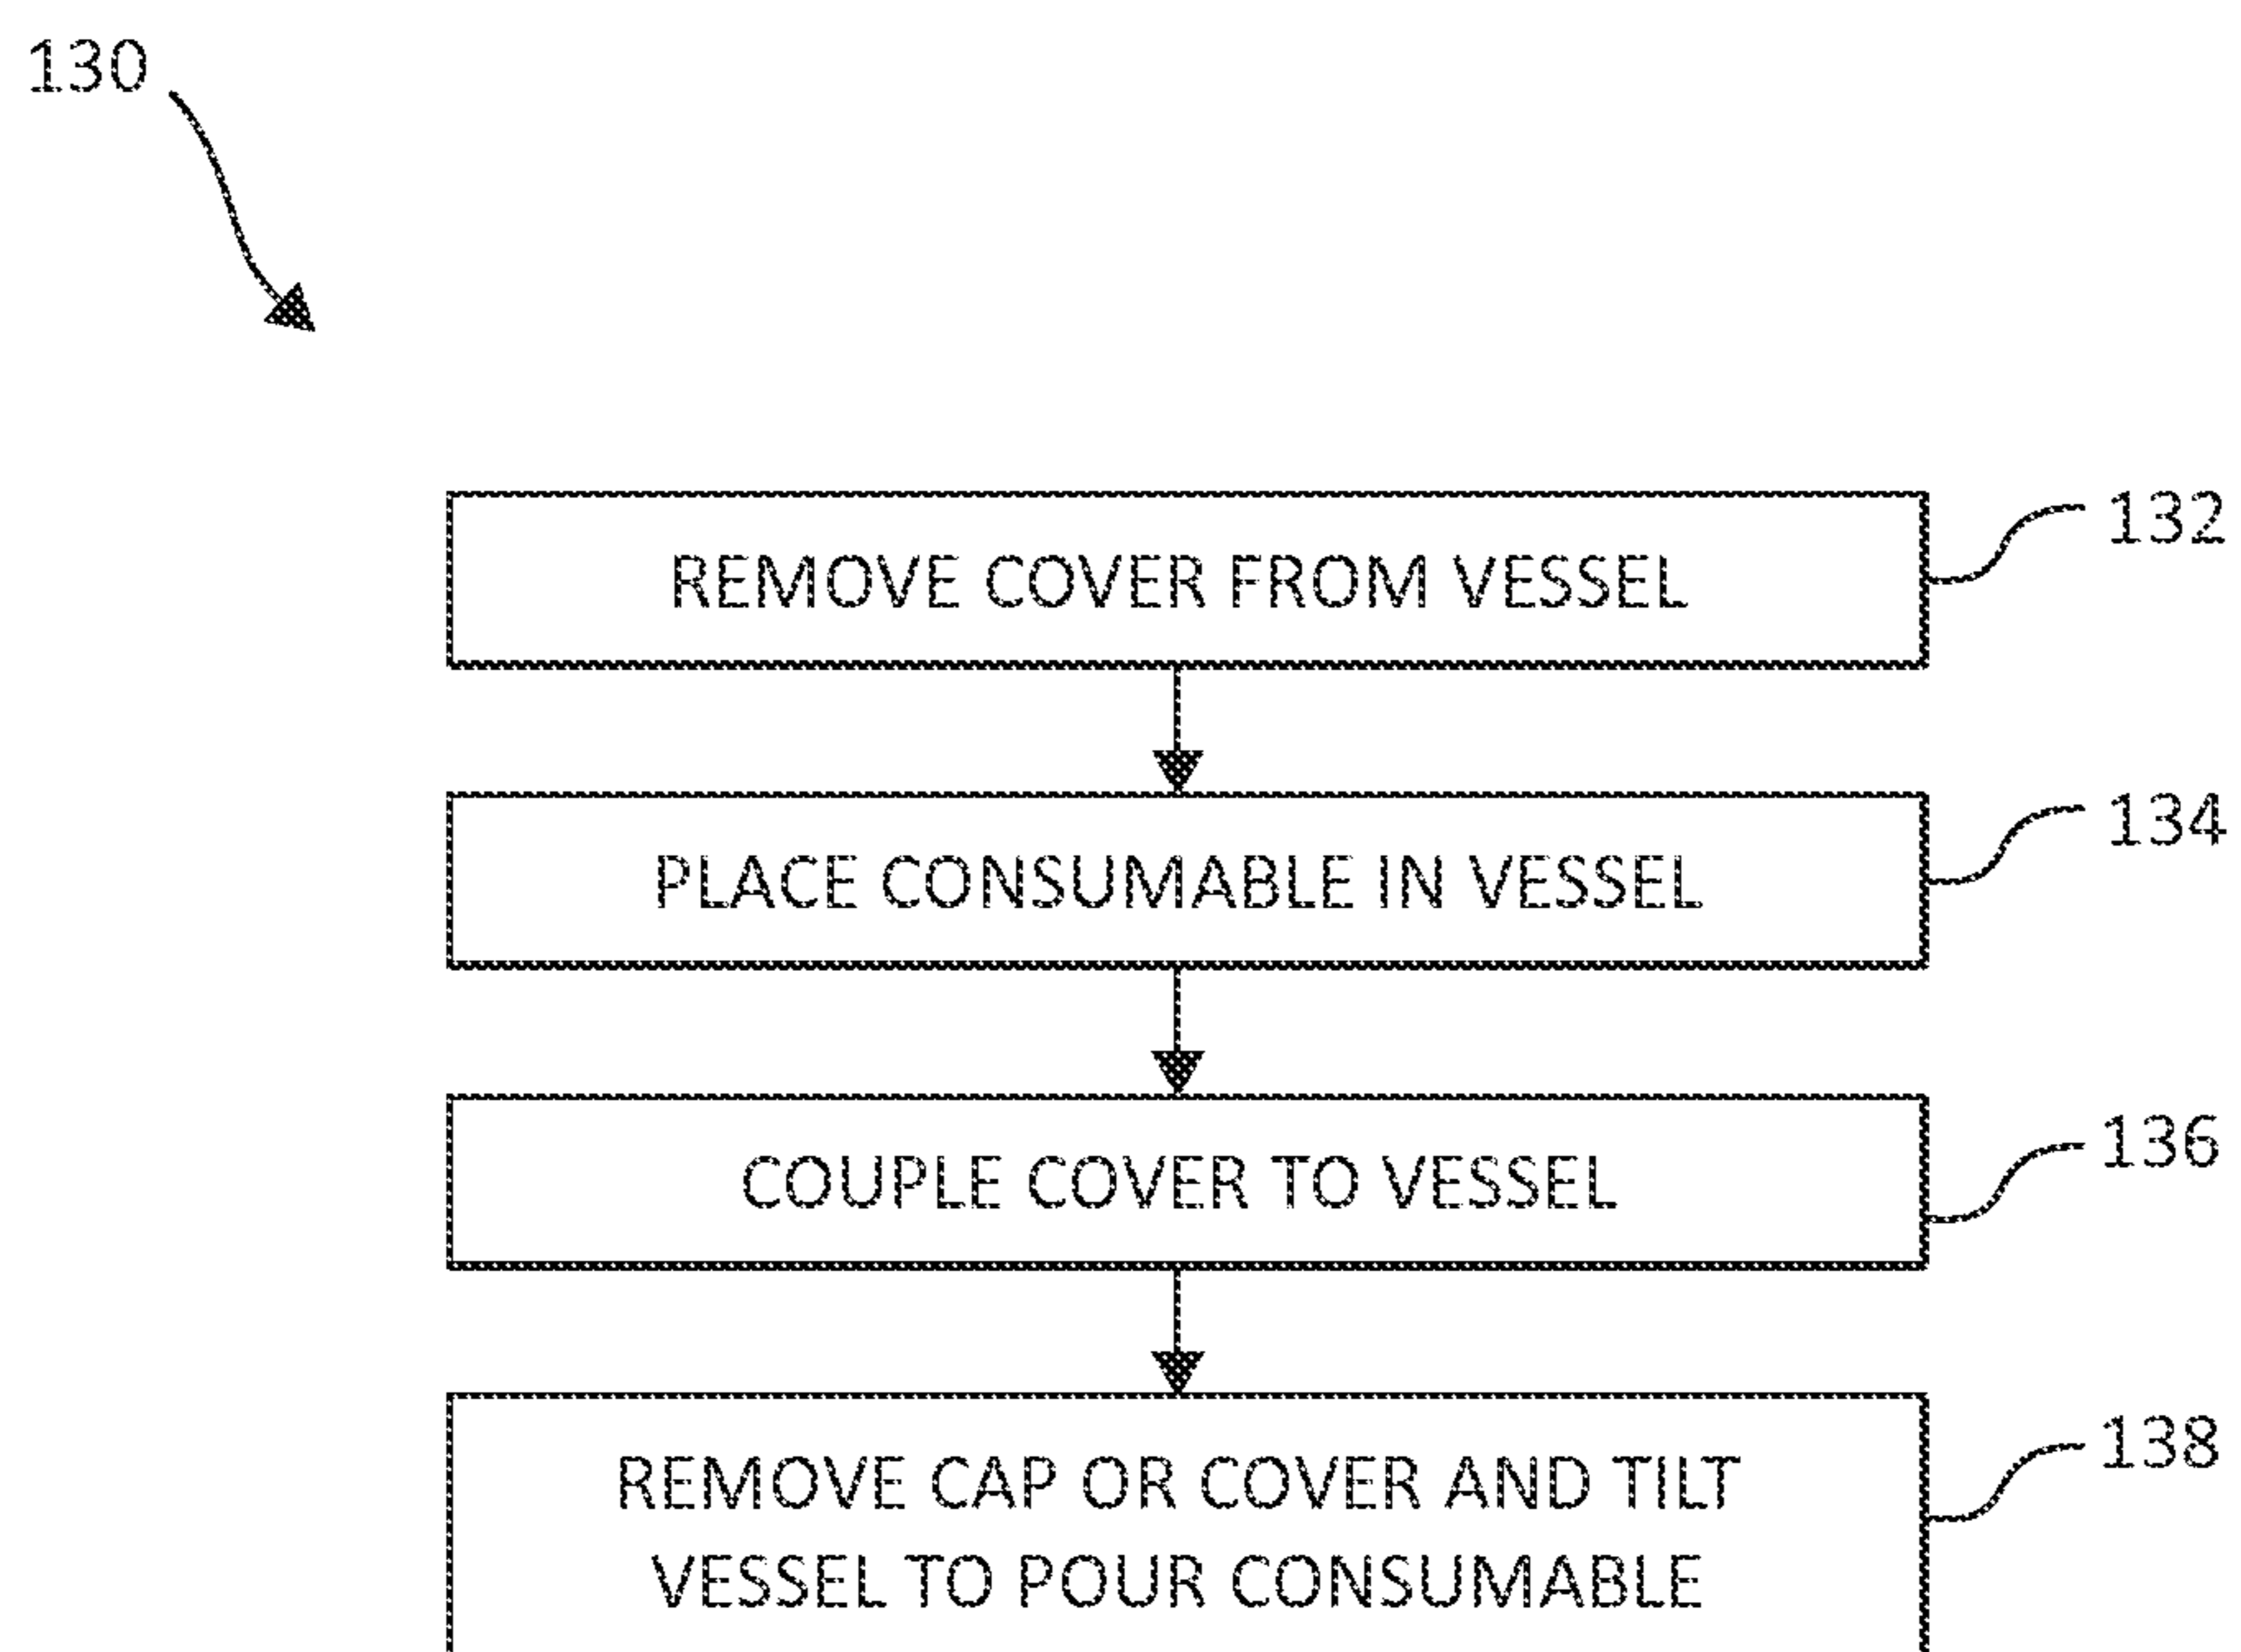 130
REMOVE COVER FROM VESSEL
132
PLACE CONSUMABLE IN VESSEL
134
COUPLE COVER TO VESSEL
136
REMOVE CAP OR COVER AND TILT
VESSEL TO POUR CONSUMABLE
138